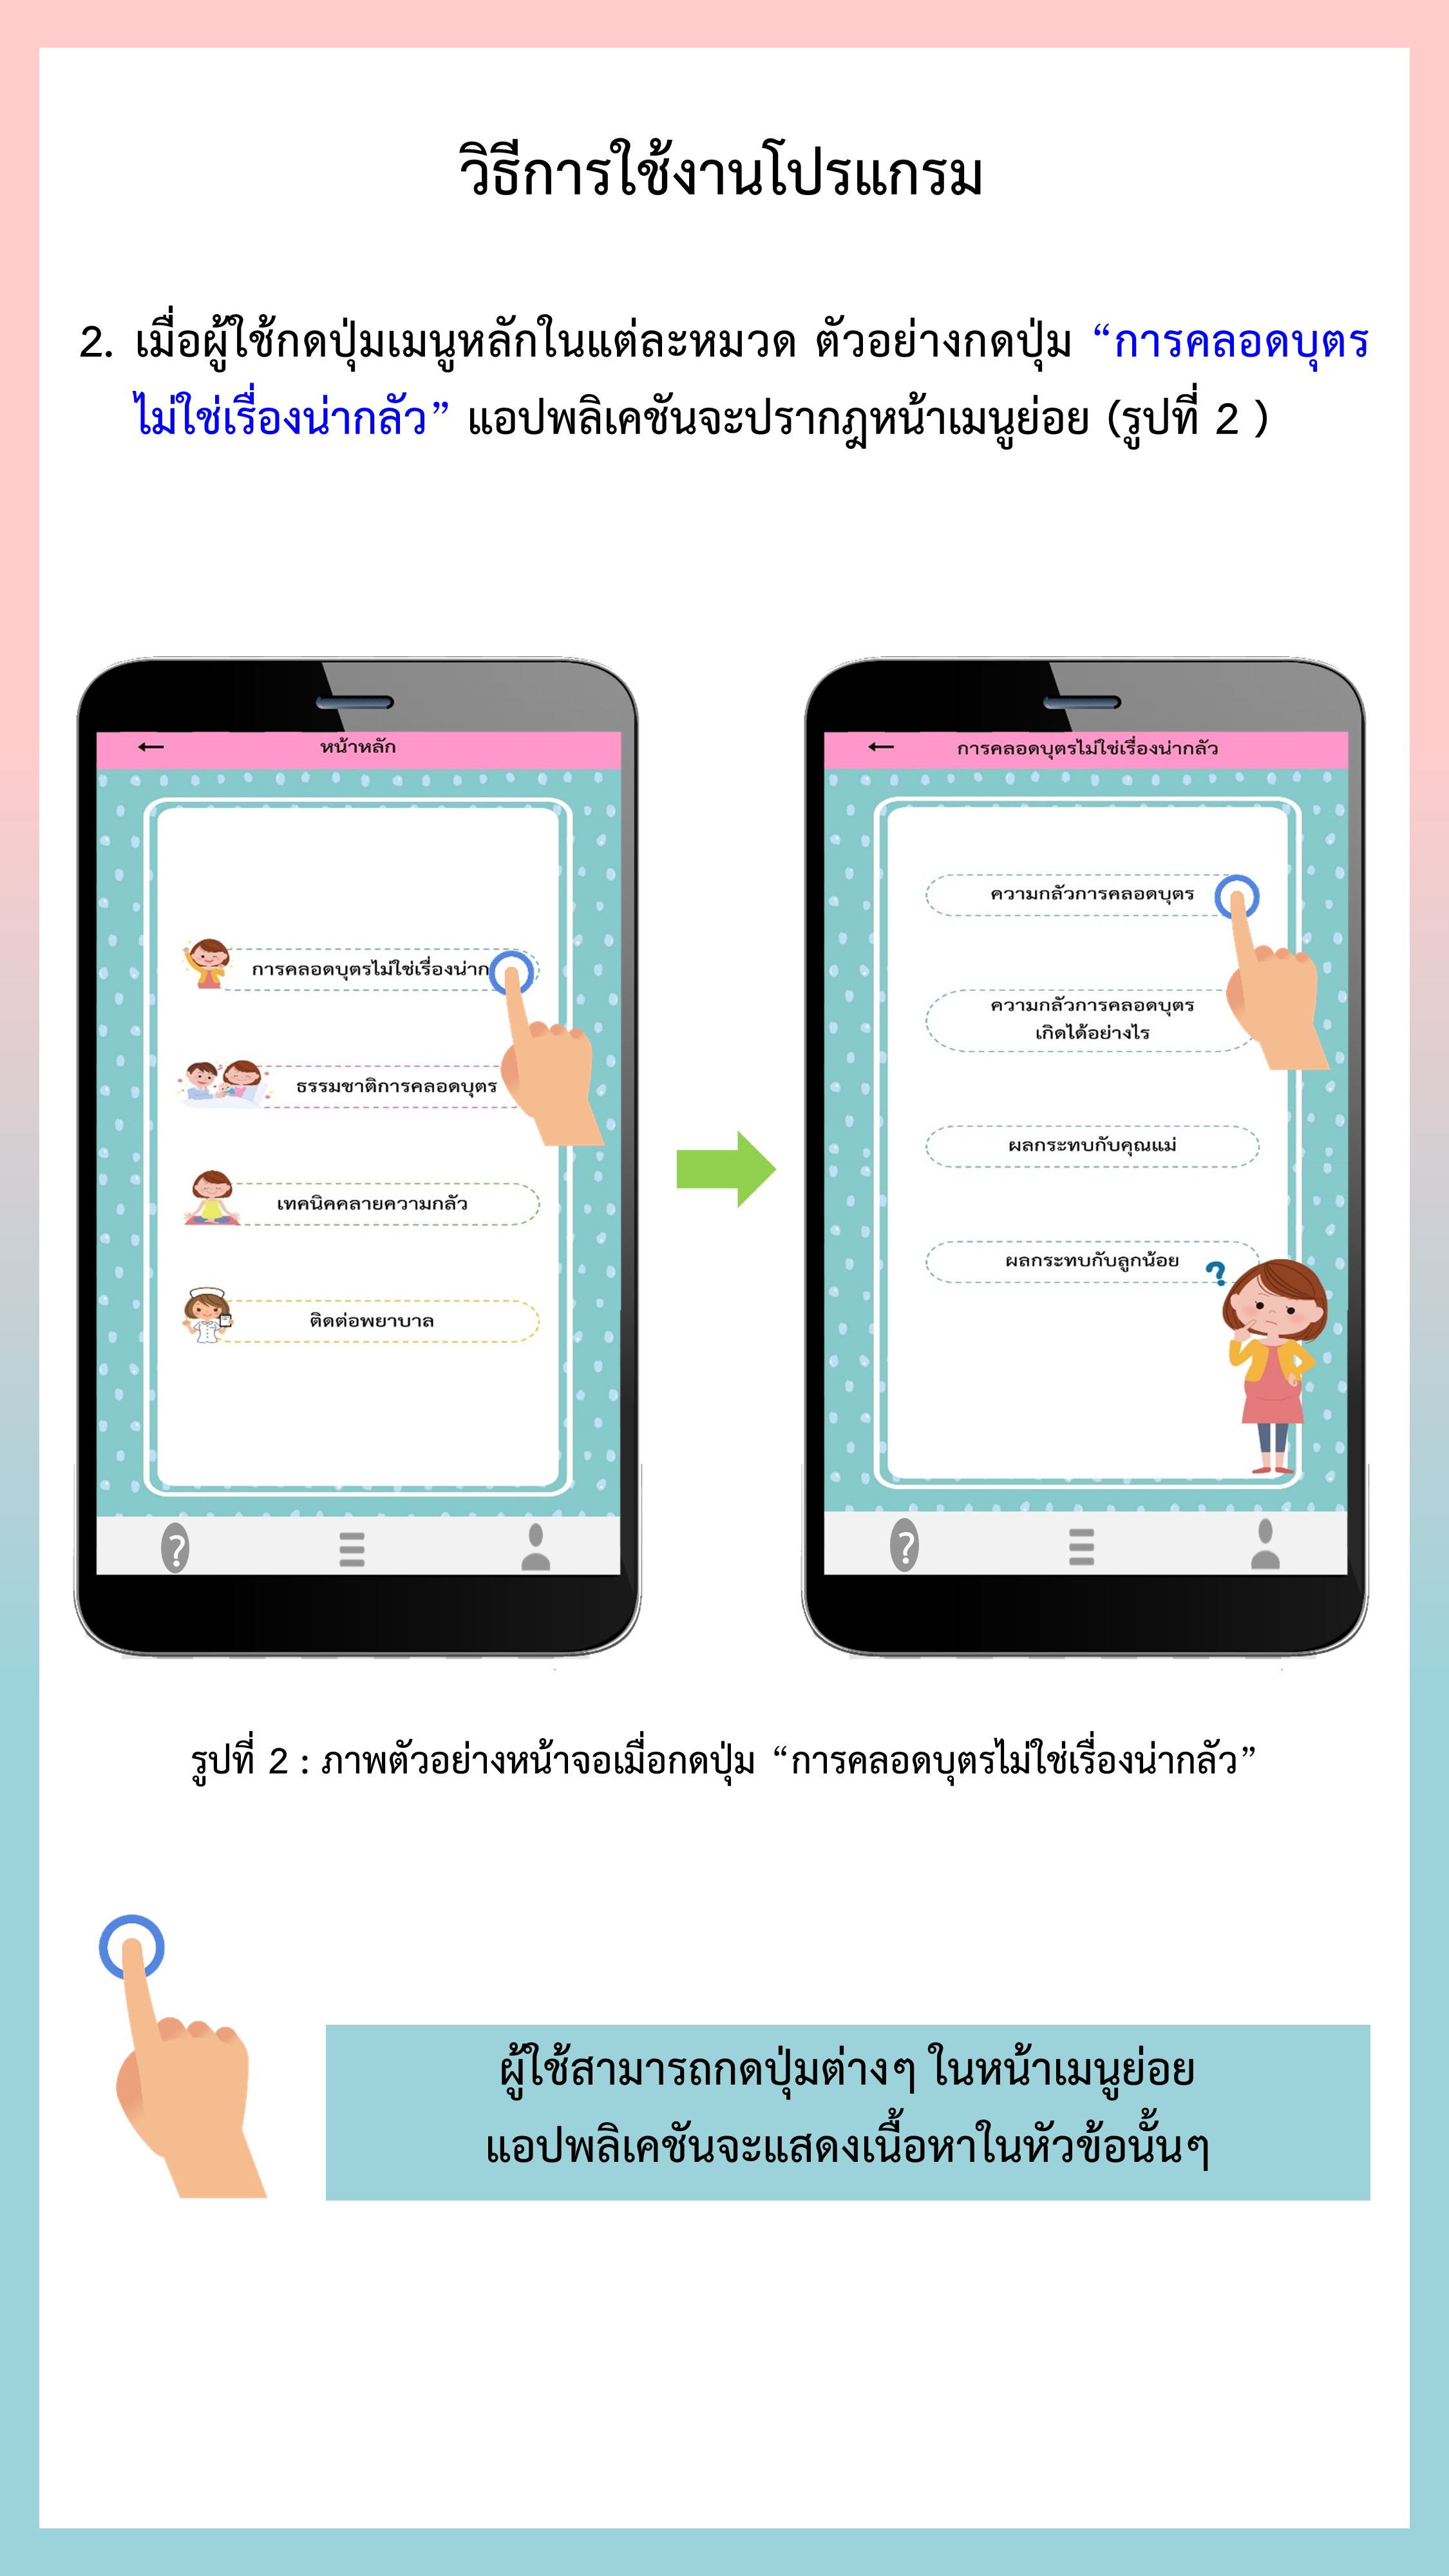 วิธีการใช้งานโปรแกรม
2. เมื่อผู้ใช้กดปุ่มเมนูหลักในแต่ละหมวด ตัวอย่างกดปุ่ม “การคลอดบุตร
ไม่ใช่เรื่องน่ากลัว” แอปพลิเคชันจะปรากฎหน้าเมนูย่อย (รูปที่ 2 )
←
หน้าหลัก
การคลอดบุตรไม่ใช่เรื่องน่าก
ธรรมชาติการคลอดบุตร
เทคนิคคลายความกลัว
ติดต่อพยาบาล
?
←
การคลอดบุตรไม่ใช่เรื่องน่ากลัว
ความกลัวการคลอดบุตร
ความกลัวการคลอดบุตร
เกิดได้อย่างไร
ผลกระทบกับคุณแม่
ผลกระทบกับลูกน้อย
?
?
รูปที่ 2 : ภาพตัวอย่างหน้าจอเมื่อกดปุ่ม “การคลอดบุตรไม่ใช่เรื่องน่ากลัว”
ผู้ใช้สามารถกดปุ่มต่างๆ ในหน้าเมนูย่อย
แอปพลิเคชันจะแสดงเนื้อหาในหัวข้อนั้นๆ